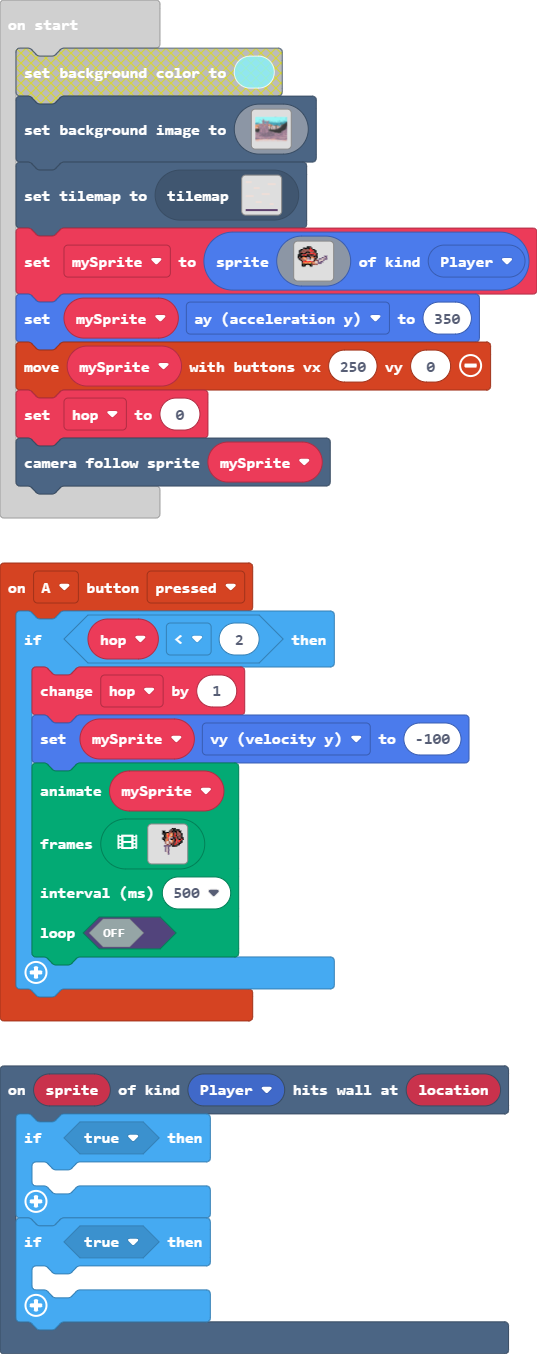 on start
set background color to
set background image to
set tilemap to tilemap
set mySprite to sprite of kind Player
set mySprite ay (acceleration y) to 350
move mySprite with buttons vx 250 vy 0
set hop to 0
camera follow sprite mySprite
on A button pressed
if hop < 2 then
change hop by 1
set mySprite vy (velocity y) to -100
animate mySprite
frames
interval (ms) 500
loop OFF
on sprite of kind Player hits wall at location
if true then
if true then